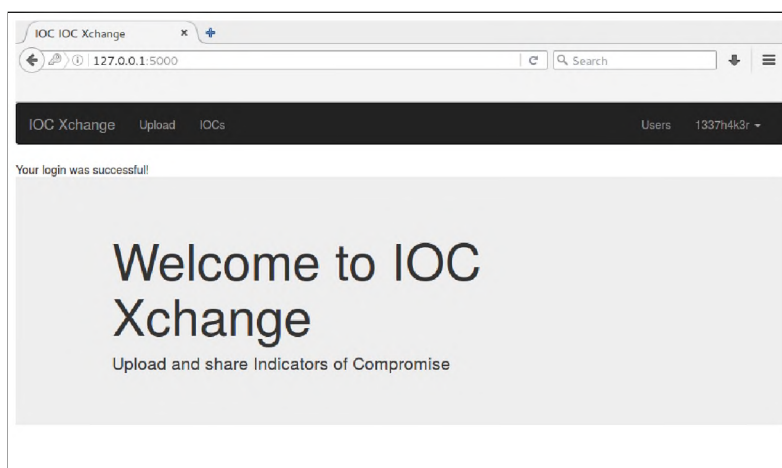 IOC IOC Xchange
127.0.0.1:5000
Search
IOC Xchange Upload IOCs Users 1337h4k3r
Your login was successful!
Welcome to IOC
Xchange
Upload and share Indicators of Compromise